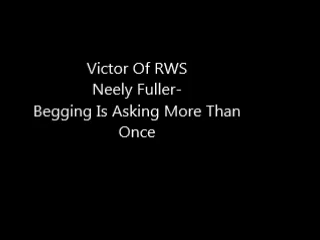 Victor Of RWS
Neely Fuller-
Begging Is Asking More Than
Once